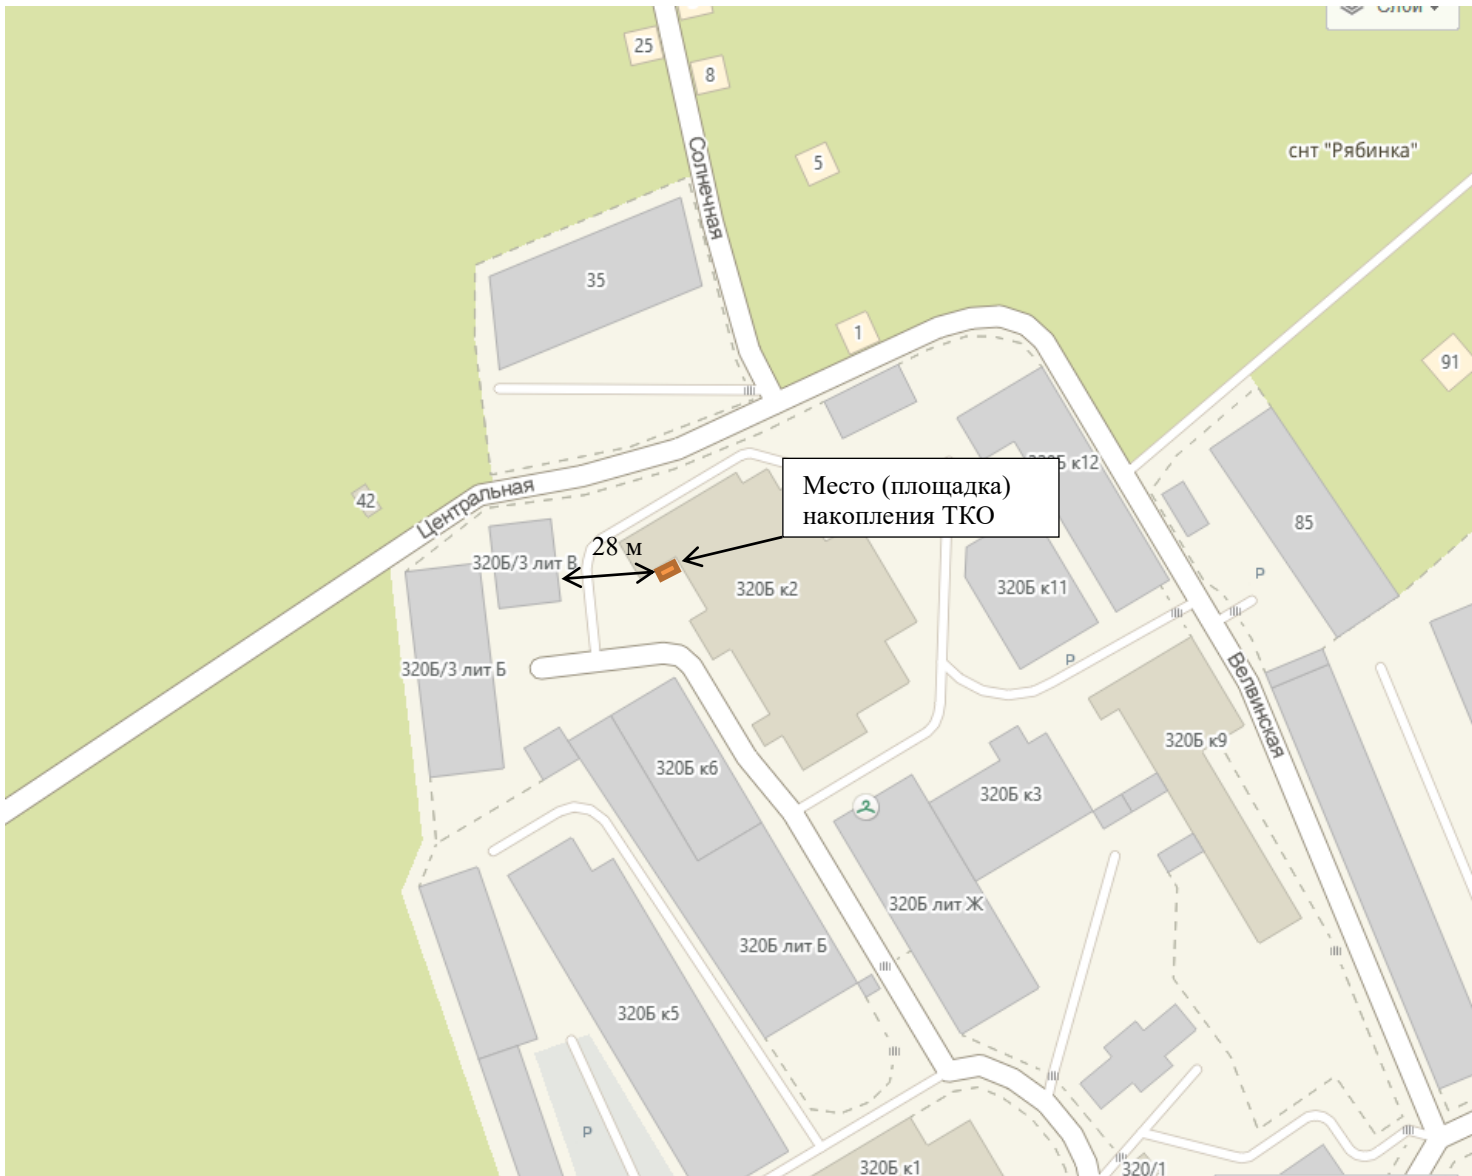 Слои
25
8
Солнечная
5
снт "Рябинка"
35
1
91
320Б к12
Место (площадка)
накопления ТКО
42
Центральная
85
28 м
320Б/3 лит В
P
320Б к2
320Б к11
P
320Б/3 лит Б
Велвинская
320Б к9
320Б к6
320Б к3
320Б лит Ж
320Б лит Б
320Б к5
P
320Б к1
320/1